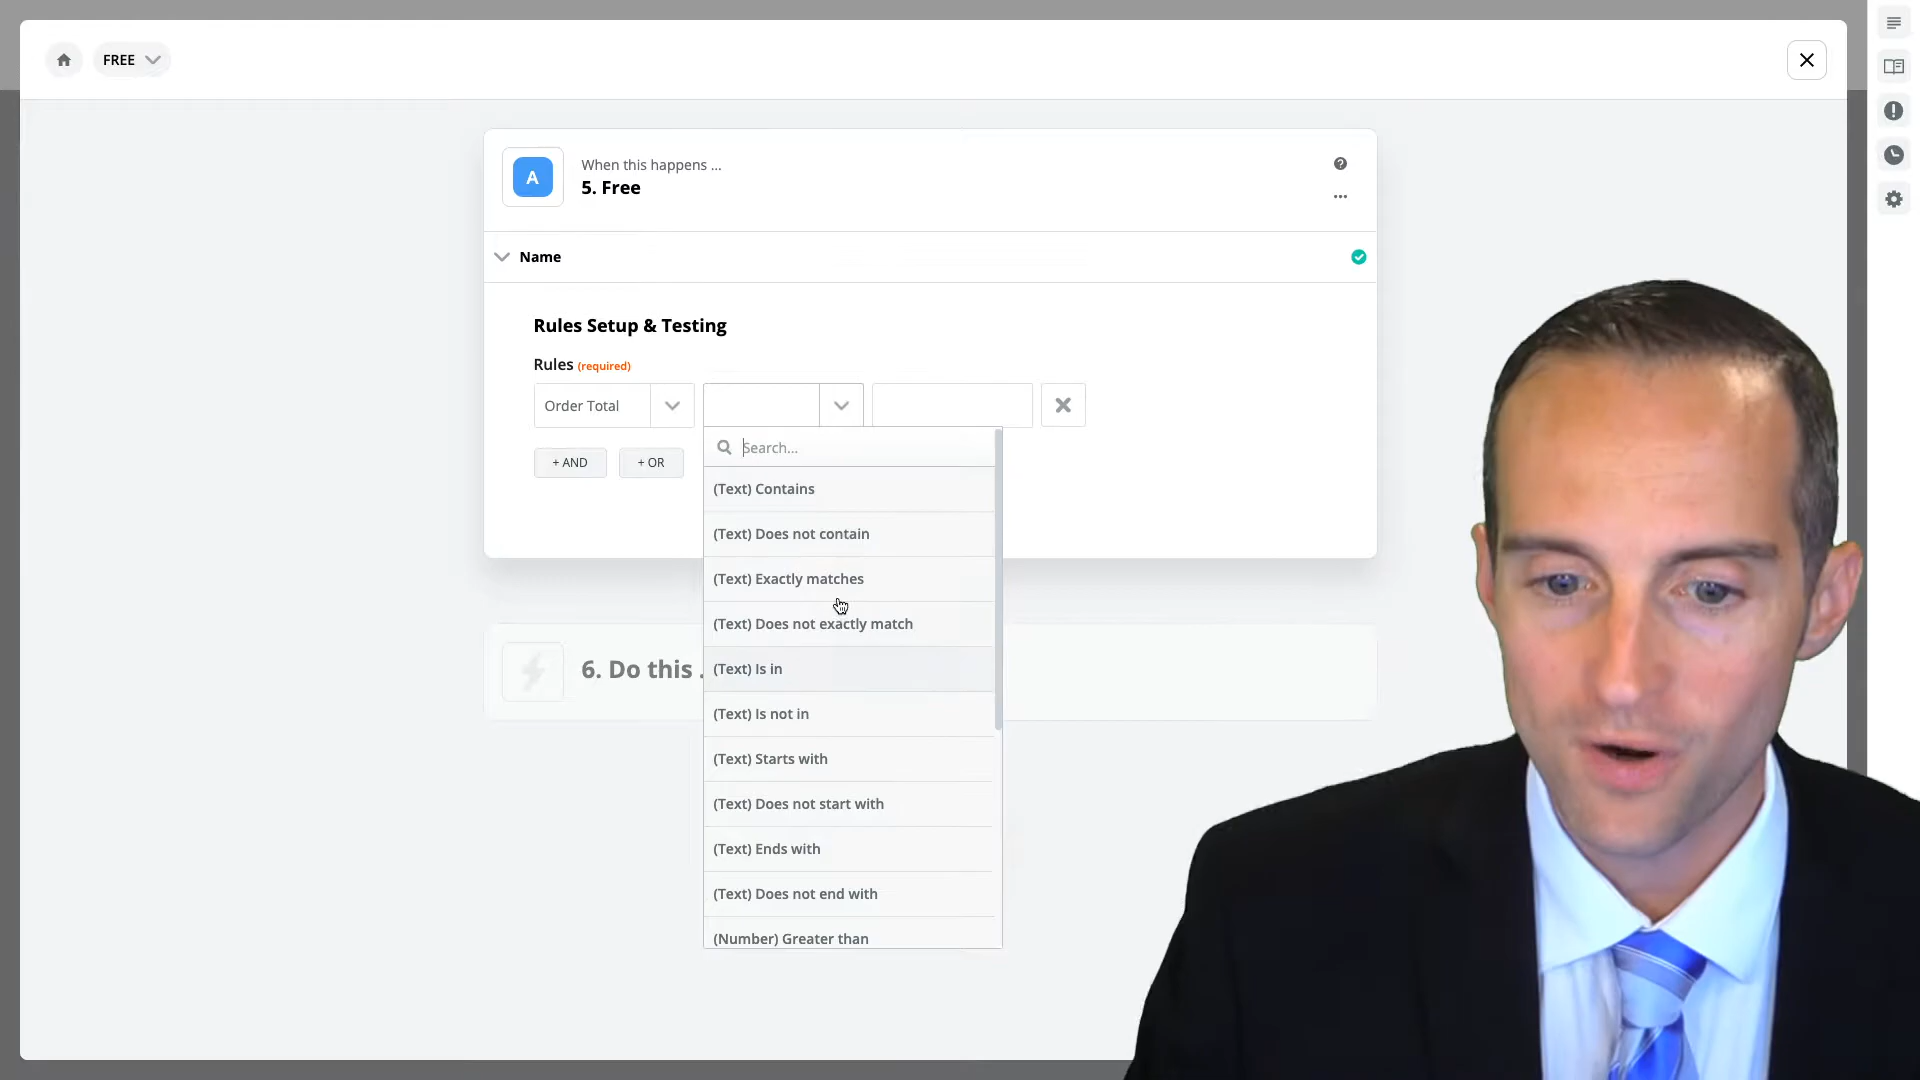 FREE
A
When this happens ...
5. Free
Name
Rules Setup & Testing
Rules (required)
Order Total
+ AND
+ OR
Search...
(Text) Contains
(Text) Does not contain
(Text) Exactly matches
(Text) Does not exactly match
(Text) Is in
(Text) Is not in
(Text) Starts with
(Text) Does not start with
(Text) Ends with
(Text) Does not end with
(Number) Greater than
6. Do this .